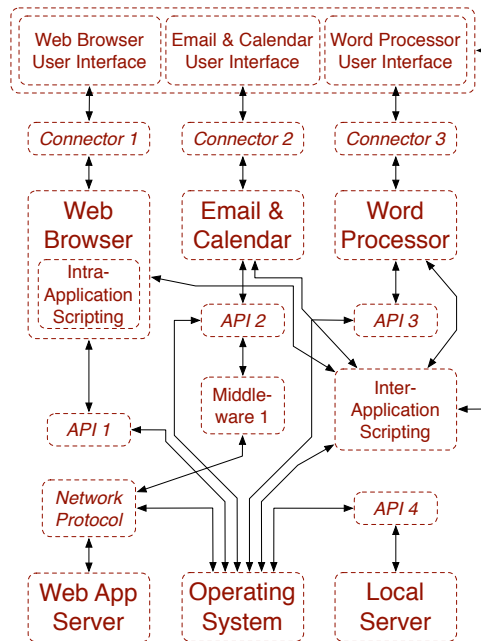 Web Browser
User Interface
Email & Calendar
User Interface
Word Processor
User Interface
Connector 1
Connector 2
Connector 3
Web
Browser
Intra-
Application
Scripting
Email &
Calendar
Word
Processor
API 2
API 3
Middle-
ware 1
Inter-
Application
Scripting
API 1
Network
Protocol
API 4
Web App
Server
Operating
System
Local
Server